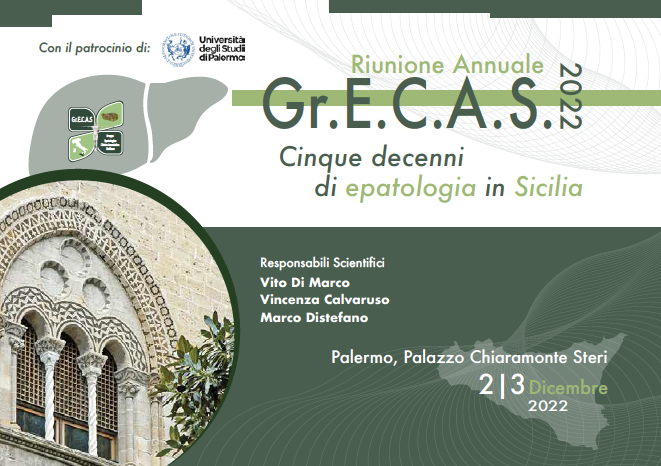 Con il patrocinio di:
Università
degli Studi
di Palermo
GR.E.C.A.S
Riunione Annuale
Gr.E.C.A.S. 2022
Cinque decenni
di epatologia in Sicilia
Responsabili Scientifici
Vito Di Marco
Vincenza Calvaruso
Marco Distefano
Palermo, Palazzo Chiaramonte Steri
2|3 Dicembre
2022